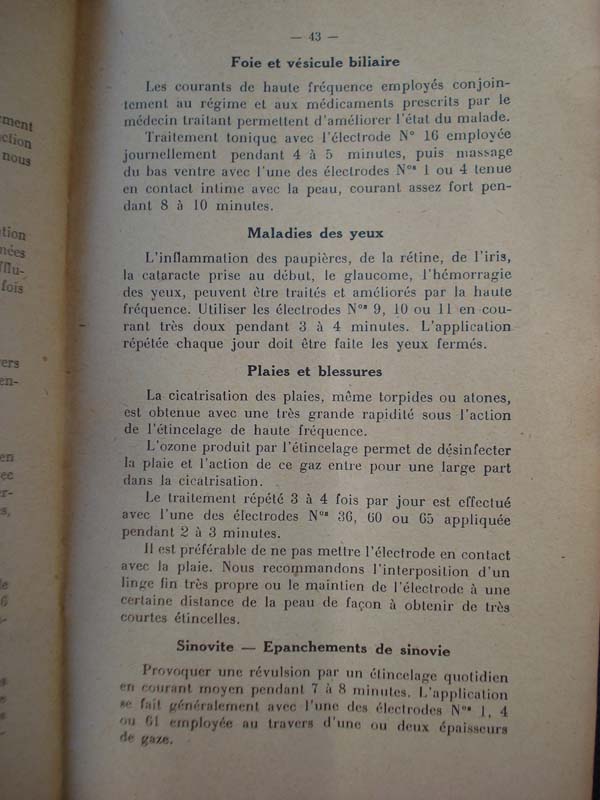 — 43 —
Foie et vésicule biliaire
Les courants de haute fréquence employés conjoin-
tement au régime et aux médicaments prescrits par le
médecin traitant permettent d'améliorer l'état du malade.
Traitement tonique avec l'électrode N° 16 employée
journellement pendant 4 à 5 minutes, puis massage
du bas ventre avec l'une des électrodes Nos 1 ou 4 tenue
en contact intime avec la peau, courant assez fort pen-
dant 8 à 10 minutes.
Maladies des yeux
L'inflammation des paupières, de la rétine, de l'iris,
la cataracte prise au début, le glaucome, l'hémorragie
des yeux, peuvent être traités et améliorés par la haute
fréquence. Utiliser les électrodes Nos 9, 10 ou 11 en cou-
rant très doux pendant 3 à 4 minutes. L'application
répétée chaque jour doit être faite les yeux fermés.
Plaies et blessures
La cicatrisation des plaies, même torpides ou atones,
est obtenue avec une très grande rapidité sous l'action
de l'étincelage de haute fréquence.
L'ozone produit par l'étincelage permet de désinfecter
la plaie et l'action de ce gaz entre pour une large part
dans la cicatrisation.
Le traitement répété 3 à 4 fois par jour est effectué
avec l'une des électrodes Nos 36, 60 ou 65 appliquée
pendant 2 à 3 minutes.
Il est préférable de ne pas mettre l'électrode en contact
avec la plaie. Nous recommandons l'interposition d'un
linge fin très propre ou le maintien de l'électrode à une
certaine distance de la peau de façon à obtenir de très
courtes étincelles.
Sinovite — Epanchements de sinovie
Provoquer une révulsion par un étincelage quotidien
en courant moyen pendant 7 à 8 minutes. L'application
se fait généralement avec l'une des électrodes Nos 1, 4
ou 61 employée au travers d'une ou deux épaisseurs
de gaze.